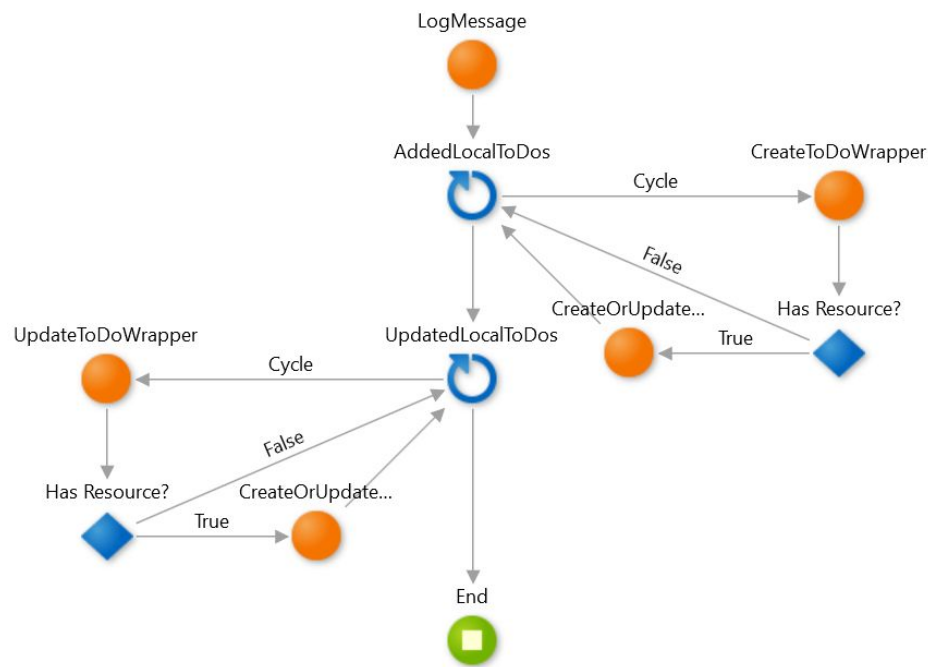 LogMessage
AddedLocalToDos
CreateToDoWrapper
Cycle
False
CreateOrUpdate...
Has Resource?
True
UpdateToDoWrapper
UpdatedLocalToDos
Cycle
False
Has Resource?
CreateOrUpdate...
True
End